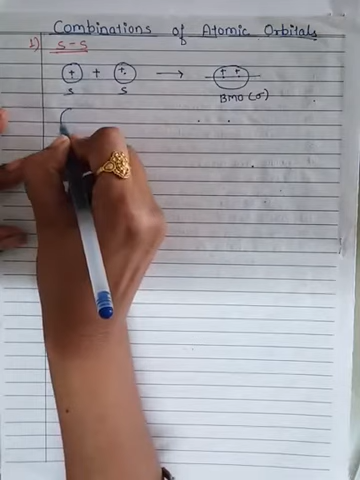 Combinations of Atomic Orbitals
1) s - s
+ + + → + +
s s BMO (σ)